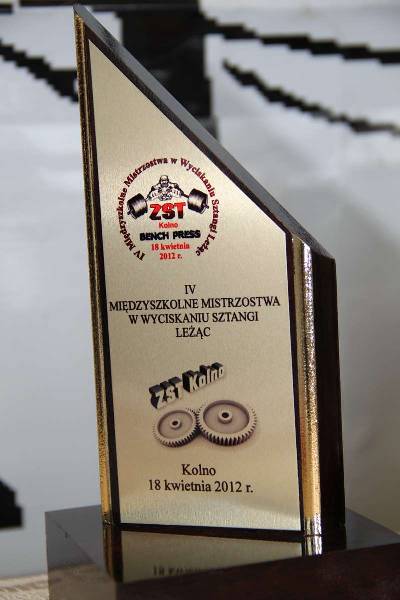 IV Międzyszkolne Mistrzostwa w Wyciskaniu Sztangi Leżąc
ZST
Kolno
BENCH PRESS
18 kwietnia
2012 r.
IV
MIĘDZYSZKOLNE MISTRZOSTWA
W WYCISKANIU SZTANGI
LEŻĄC
ZST Kolno
Kolno
18 kwietnia 2012 r.